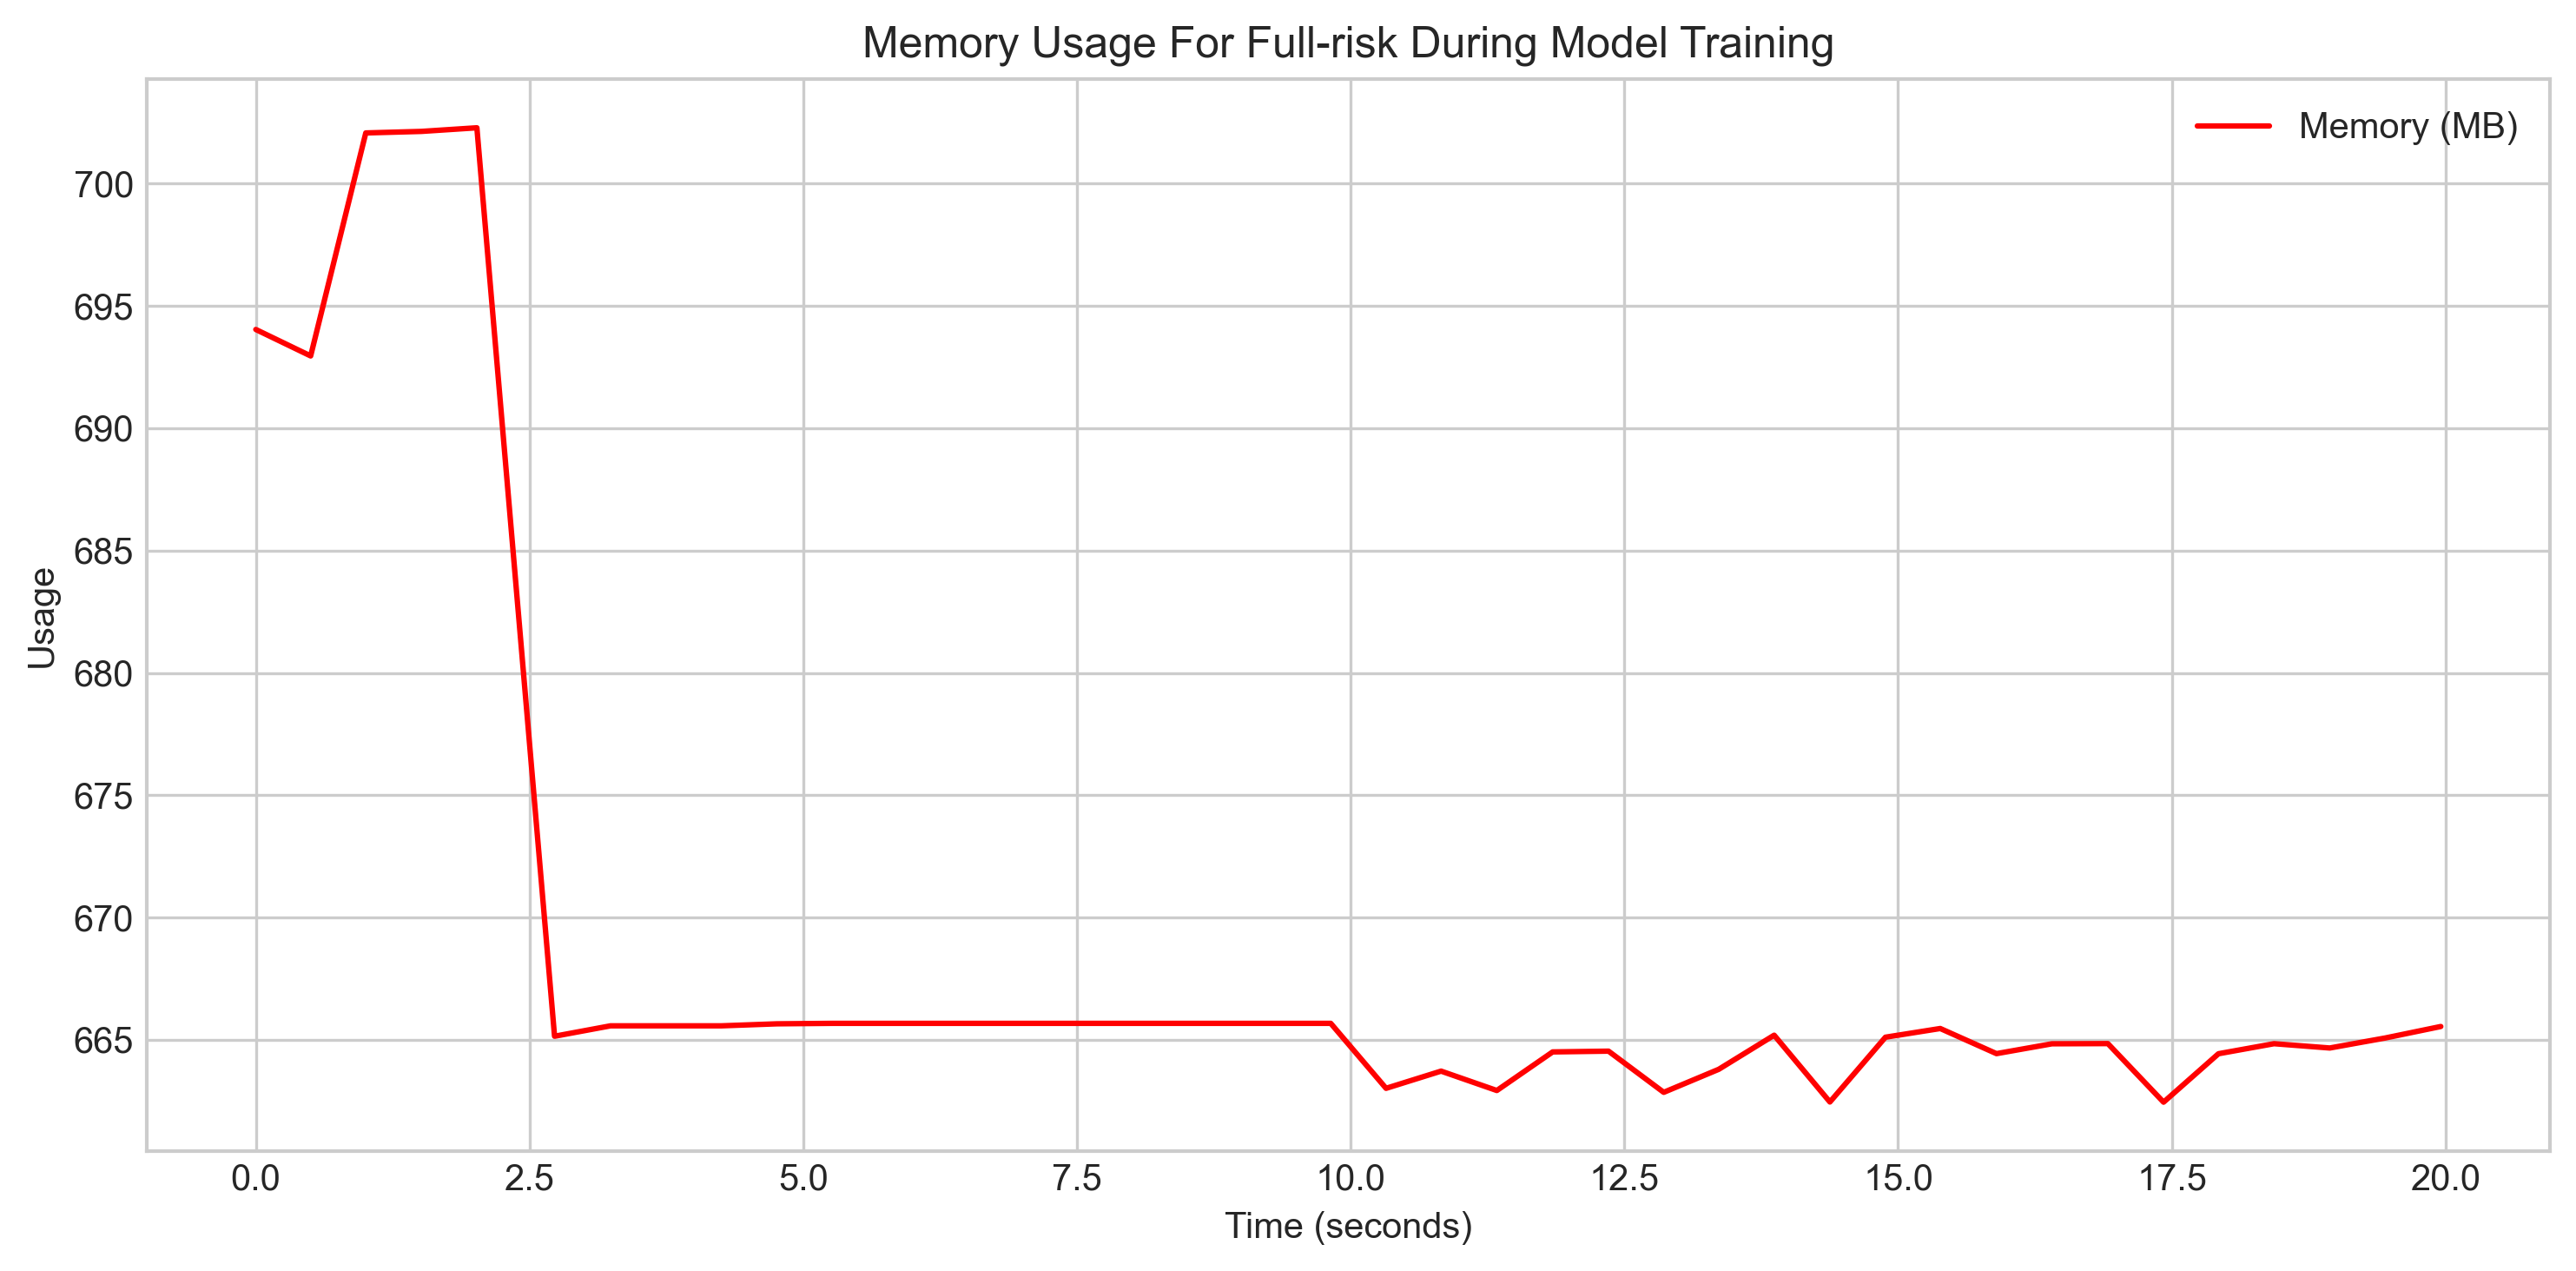 Memory Usage For Full-risk During Model Training
Memory (MB)
Usage
700
695
690
685
680
675
670
665
0.0 2.5 5.0 7.5 10.0 12.5 15.0 17.5 20.0
Time (seconds)